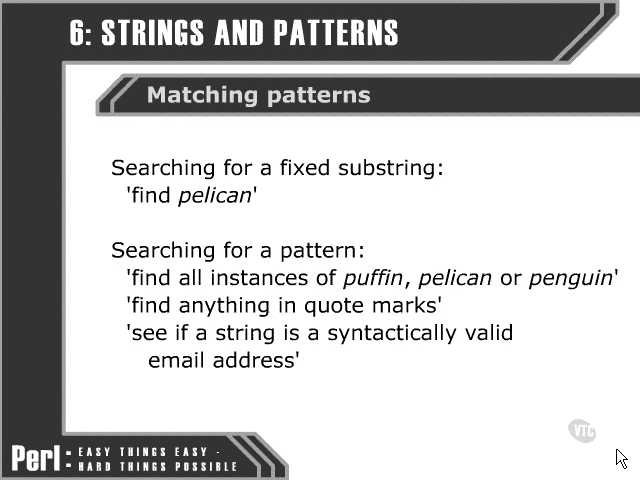 6: STRINGS AND PATTERNS
Matching patterns
Searching for a fixed substring:
'find pelican'
Searching for a pattern:
'find all instances of puffin, pelican or penguin'
'find anything in quote marks'
'see if a string is a syntactically valid
email address'
VTC
Perl: EASY THINGS EASY -
HARD THINGS POSSIBLE